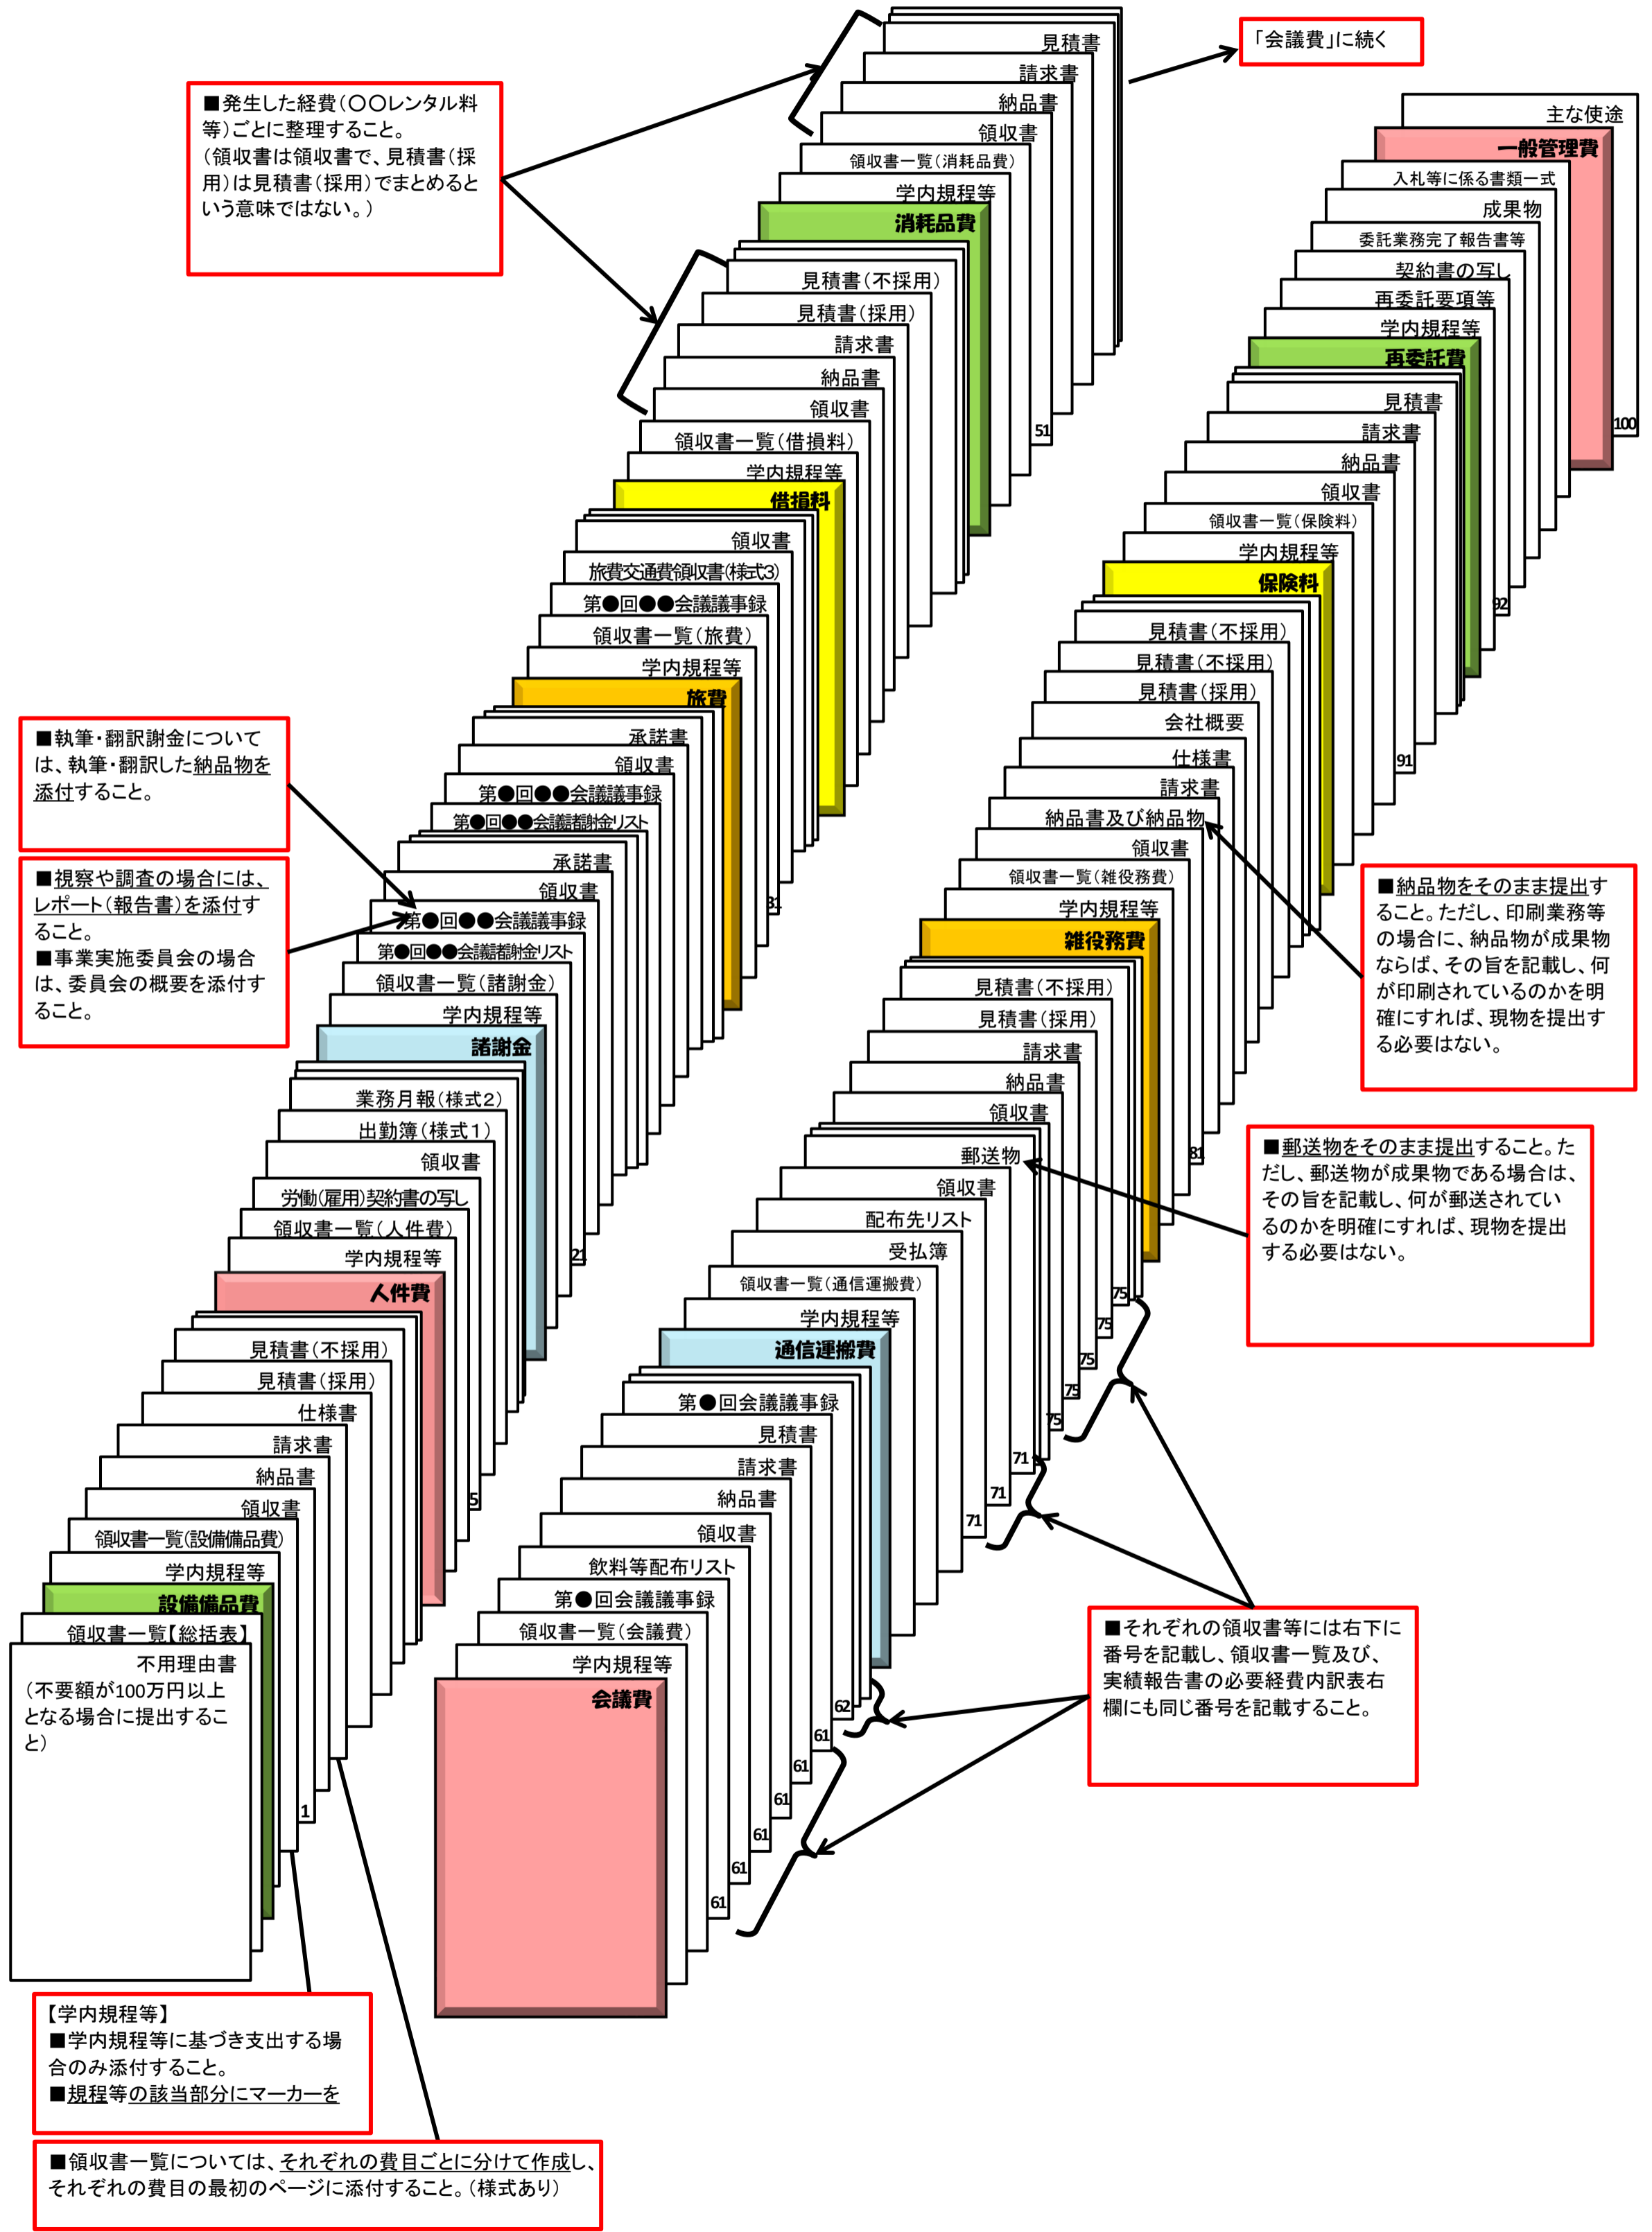 「会議費」に続く
■発生した経費(〇〇レンタル料
等)ごとに整理すること。
(領収書は領収書で、見積書(採
用)は見積書(採用)でまとめると
いう意味ではない。)
見積書
請求書
納品書
領収書
51
領収書一覧(消耗品費)
学内規程等
消耗品費
見積書(不採用)
見積書(採用)
請求書
納品書
領収書
領収書一覧(借損料)
学内規程等
借損料
領収書
旅費交通費領収書(様式3)
第●回●●会議議事録
31
領収書一覧(旅費)
学内規程等
旅費
承諾書
領収書
第●回●●会議議事録
第●回●●会議諸謝金リスト
承諾書
領収書
第●回●●会議議事録
21
第●回●●会議諸謝金リスト
領収書一覧(諸謝金)
学内規程等
諸謝金
業務月報(様式2)
出勤簿(様式1)
領収書
労働(雇用)契約書の写し
5
領収書一覧(人件費)
学内規程等
人件費
見積書(不採用)
見積書(採用)
仕様書
請求書
納品書
領収書
1
領収書一覧(設備備品費)
学内規程等
設備備品費
領収書一覧【総括表】
不用理由書
(不要額が100万円以上
となる場合に提出するこ
と)
■執筆・翻訳謝金について
は、執筆・翻訳した納品物を
添付すること。
■視察や調査の場合には、
レポート(報告書)を添付す
ること。
■事業実施委員会の場合
は、委員会の概要を添付す
ること。
【学内規程等】
■学内規程等に基づき支出する場
合のみ添付すること。
■規程等の該当部分にマーカーを
■領収書一覧については、それぞれの費目ごとに分けて作成し、
それぞれの費目の最初のページに添付すること。(様式あり)
主な使途
100
一般管理費
入札等に係る書類一式
成果物
委託業務完了報告書等
契約書の写し
再委託要項等
92
学内規程等
再委託費
見積書
請求書
納品書
領収書
91
領収書一覧(保険料)
学内規程等
保険料
見積書(不採用)
見積書(不採用)
見積書(採用)
会社概要
仕様書
請求書
納品書及び納品物
領収書
81
領収書一覧(雑役務費)
学内規程等
雑役務費
見積書(不採用)
75
見積書(採用)
75
請求書
75
納品書
75
領収書
75
郵送物
71
領収書
71
配布先リスト
71
受払簿
領収書一覧(通信運搬費)
学内規程等
通信運搬費
第●回会議議事録
62
見積書
61
請求書
61
納品書
61
領収書
61
飲料等配布リスト
61
第●回会議議事録
61
領収書一覧(会議費)
学内規程等
会議費
■納品物をそのまま提出す
ること。ただし、印刷業務等
の場合に、納品物が成果物
ならば、その旨を記載し、何
が印刷されているのかを明
確にすれば、現物を提出す
る必要はない。
■郵送物をそのまま提出すること。た
だし、郵送物が成果物である場合は、
その旨を記載し、何が郵送されてい
るのかを明確にすれば、現物を提出
する必要はない。
■それぞれの領収書等には右下に
番号を記載し、領収書一覧及び、
実績報告書の必要経費内訳表右
欄にも同じ番号を記載すること。